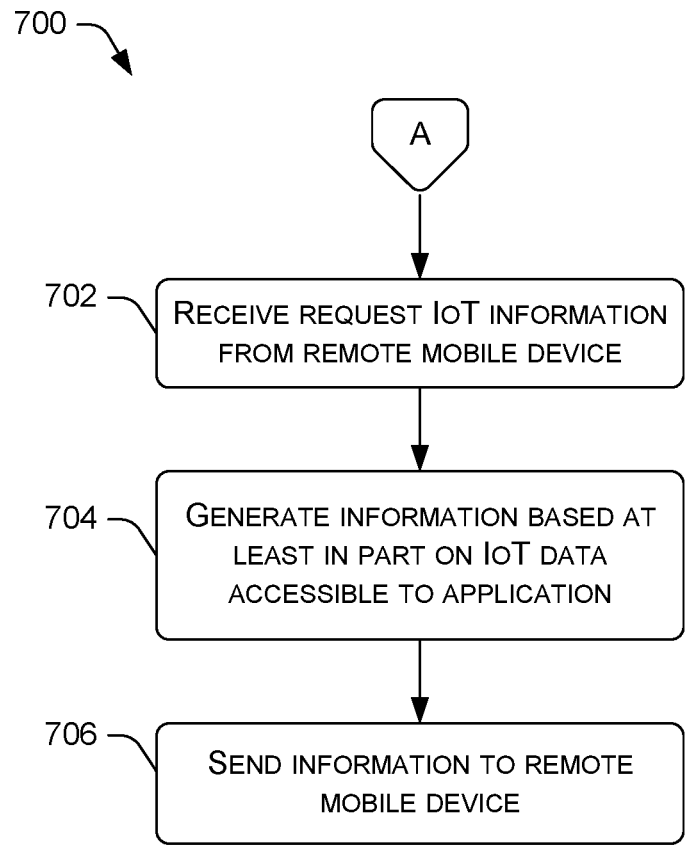 700
A
702
RECEIVE REQUEST IOT INFORMATION
FROM REMOTE MOBILE DEVICE
704
GENERATE INFORMATION BASED AT
LEAST IN PART ON IOT DATA
ACCESSIBLE TO APPLICATION
706
SEND INFORMATION TO REMOTE
MOBILE DEVICE